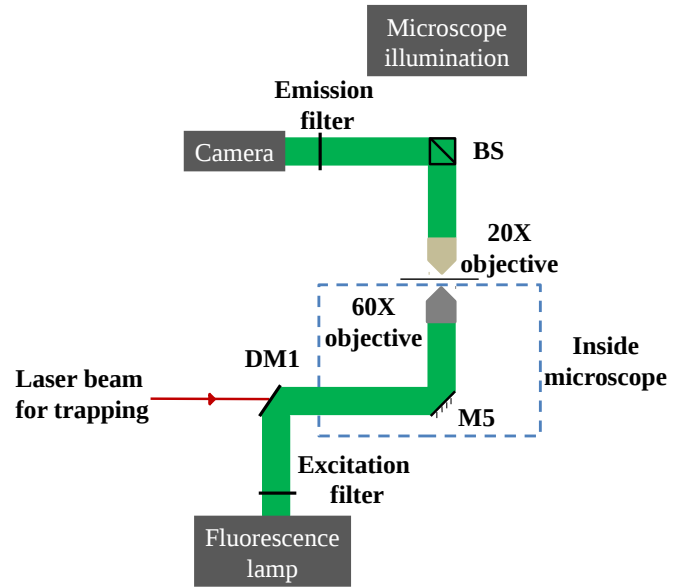 Microscope
illumination
Emission
filter
Camera
BS
20X
objective
60X
objective
DM1
Inside
microscope
Laser beam
for trapping
M5
Excitation
filter
Fluorescence
lamp